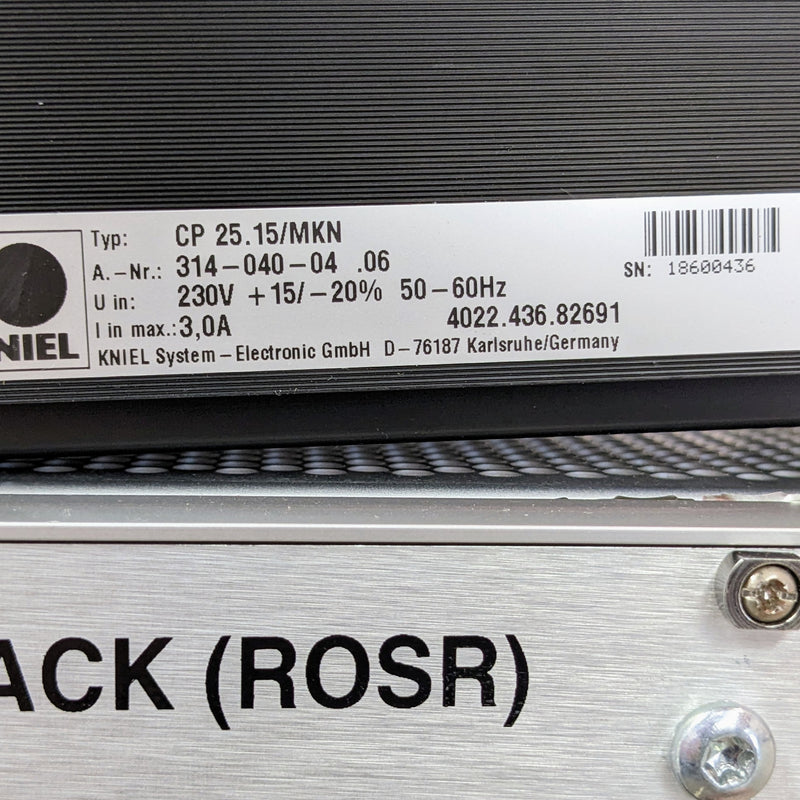 Typ: CP 25.15/MKN
A.-Nr.: 314-040-04 .06
U in: 230V +15/-20% 50-60Hz
I in max.: 3,0A 4022.436.82691
KNIEL System-Electronic GmbH D-76187 Karlsruhe/Germany
NIEL
SN: 18600436
ACK (ROSR)